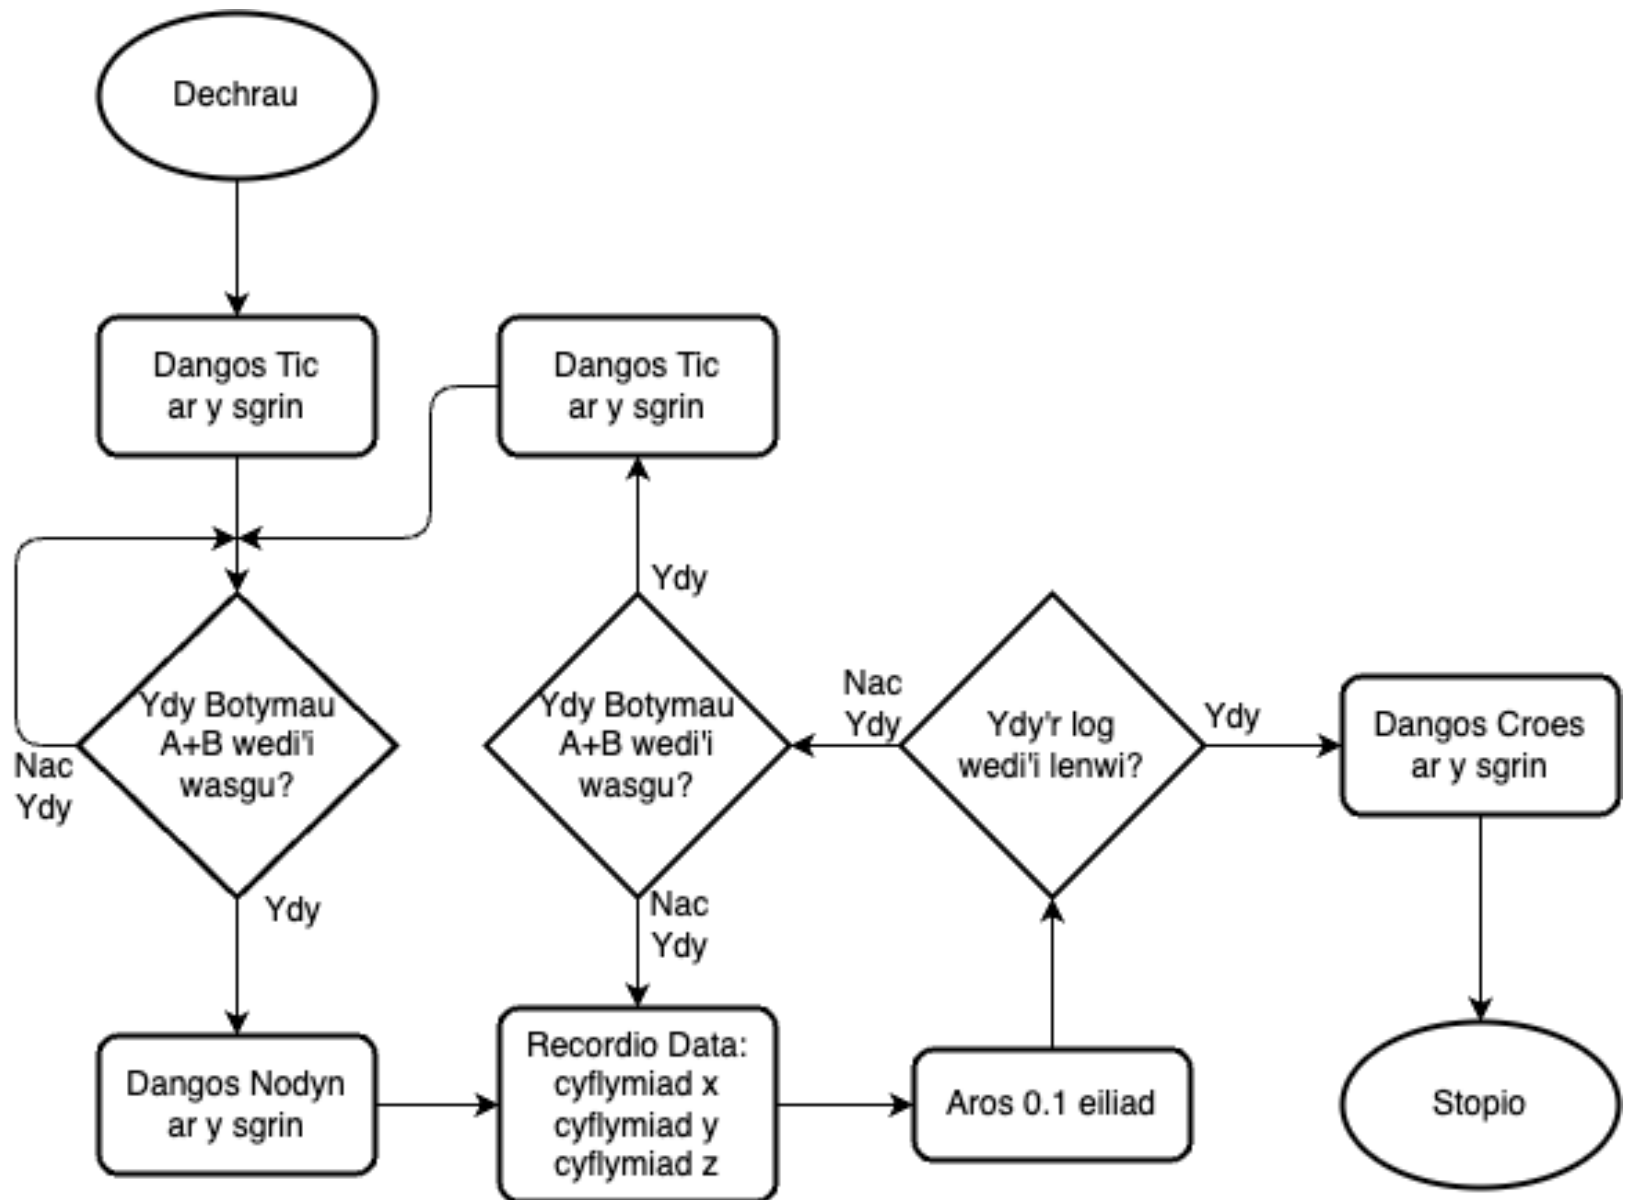 Dechrau
Dangos Tic
ar y sgrin
Dangos Tic
ar y sgrin
Ydy Botymau
A+B wedi'i
wasgu?
Nac
Ydy
Ydy
Ydy Botymau
A+B wedi'i
wasgu?
Ydy
Nac
Ydy
Ydy'r log
wedi'i lenwi?
Nac
Ydy
Ydy
Dangos Croes
ar y sgrin
Dangos Nodyn
ar y sgrin
Recordio Data:
cyflymiad x
cyflymiad y
cyflymiad z
Aros 0.1 eiliad
Stopio